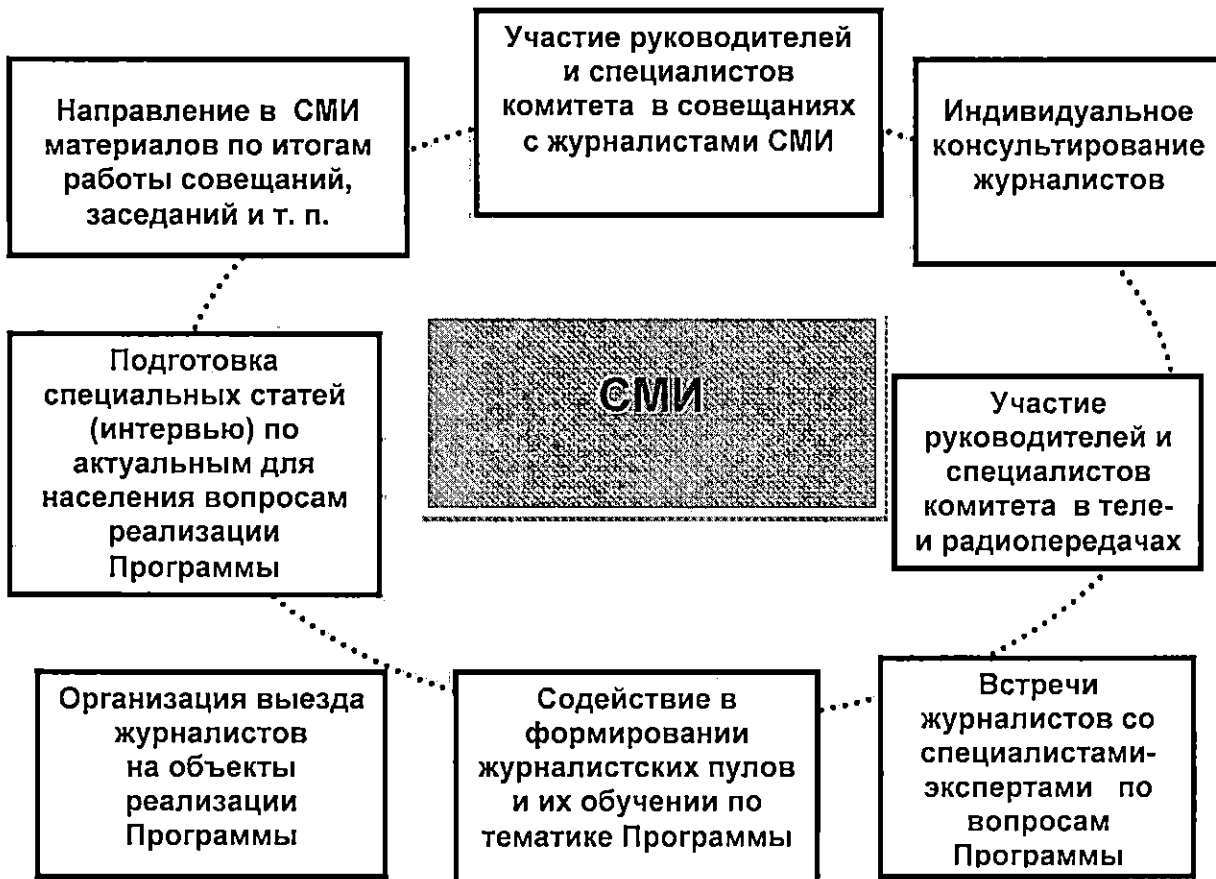 Участие руководителей
и специалистов
комитета в совещаниях
с журналистами СМИ
Направление в СМИ
материалов по итогам
работы совещаний,
заседаний и т. п.
Индивидуальное
консультирование
журналистов
СМИ
Подготовка
специальных статей
(интервью) по
актуальным для
населения вопросам
реализации
Программы
Участие
руководителей и
специалистов
комитета в теле-
и радиопередачах
Организация выезда
журналистов
на объекты
реализации
Программы
Содействие в
формировании
журналистских пулов
и их обучении по
тематике Программы
Встречи
журналистов со
специалистами-
экспертами по
вопросам
Программы